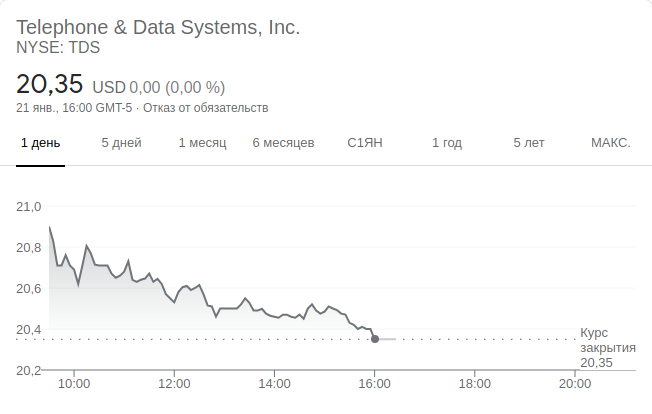 Telephone & Data Systems, Inc.
NYSE: TDS
20,35 USD 0,00 (0,00 %)
21 янв., 16:00 GMT-5 · Отказ от обязательств
1 день 5 дней 1 месяц 6 месяцев С1ЯН 1 год 5 лет МАКС.
21,0
20,8
20,6
20,4
Курс
закрытия
20,35
20,2
10:00 12:00 14:00 16:00 18:00 20:00